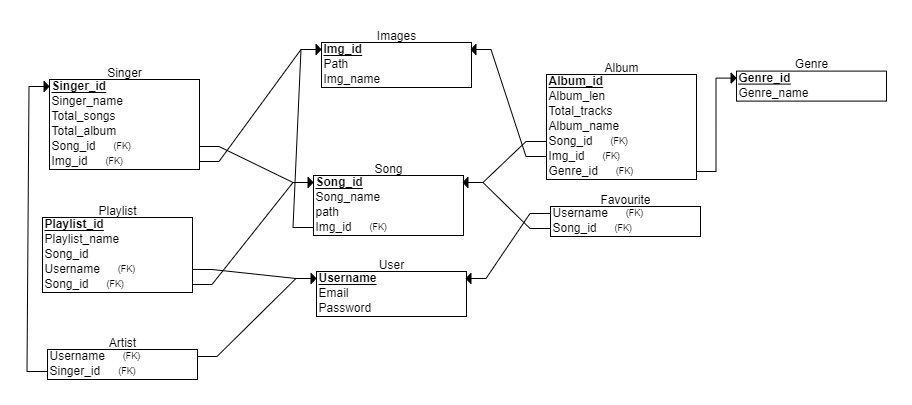 Images
Img_id
Path
Img_name
Singer
Singer_id
Singer_name
Total_songs
Total_album
Song_id (FK)
Img_id (FK)
Album
Album_id
Album_len
Total_tracks
Album_name
Song_id (FK)
Img_id (FK)
Genre_id (FK)
Genre
Genre_id
Genre_name
Song
Song_id
Song_name
path
Img_id (FK)
Playlist
Playlist_id
Playlist_name
Song_id
Username (FK)
Song_id (FK)
Favourite
Username (FK)
Song_id (FK)
User
Username
Email
Password
Artist
Username (FK)
Singer_id (FK)